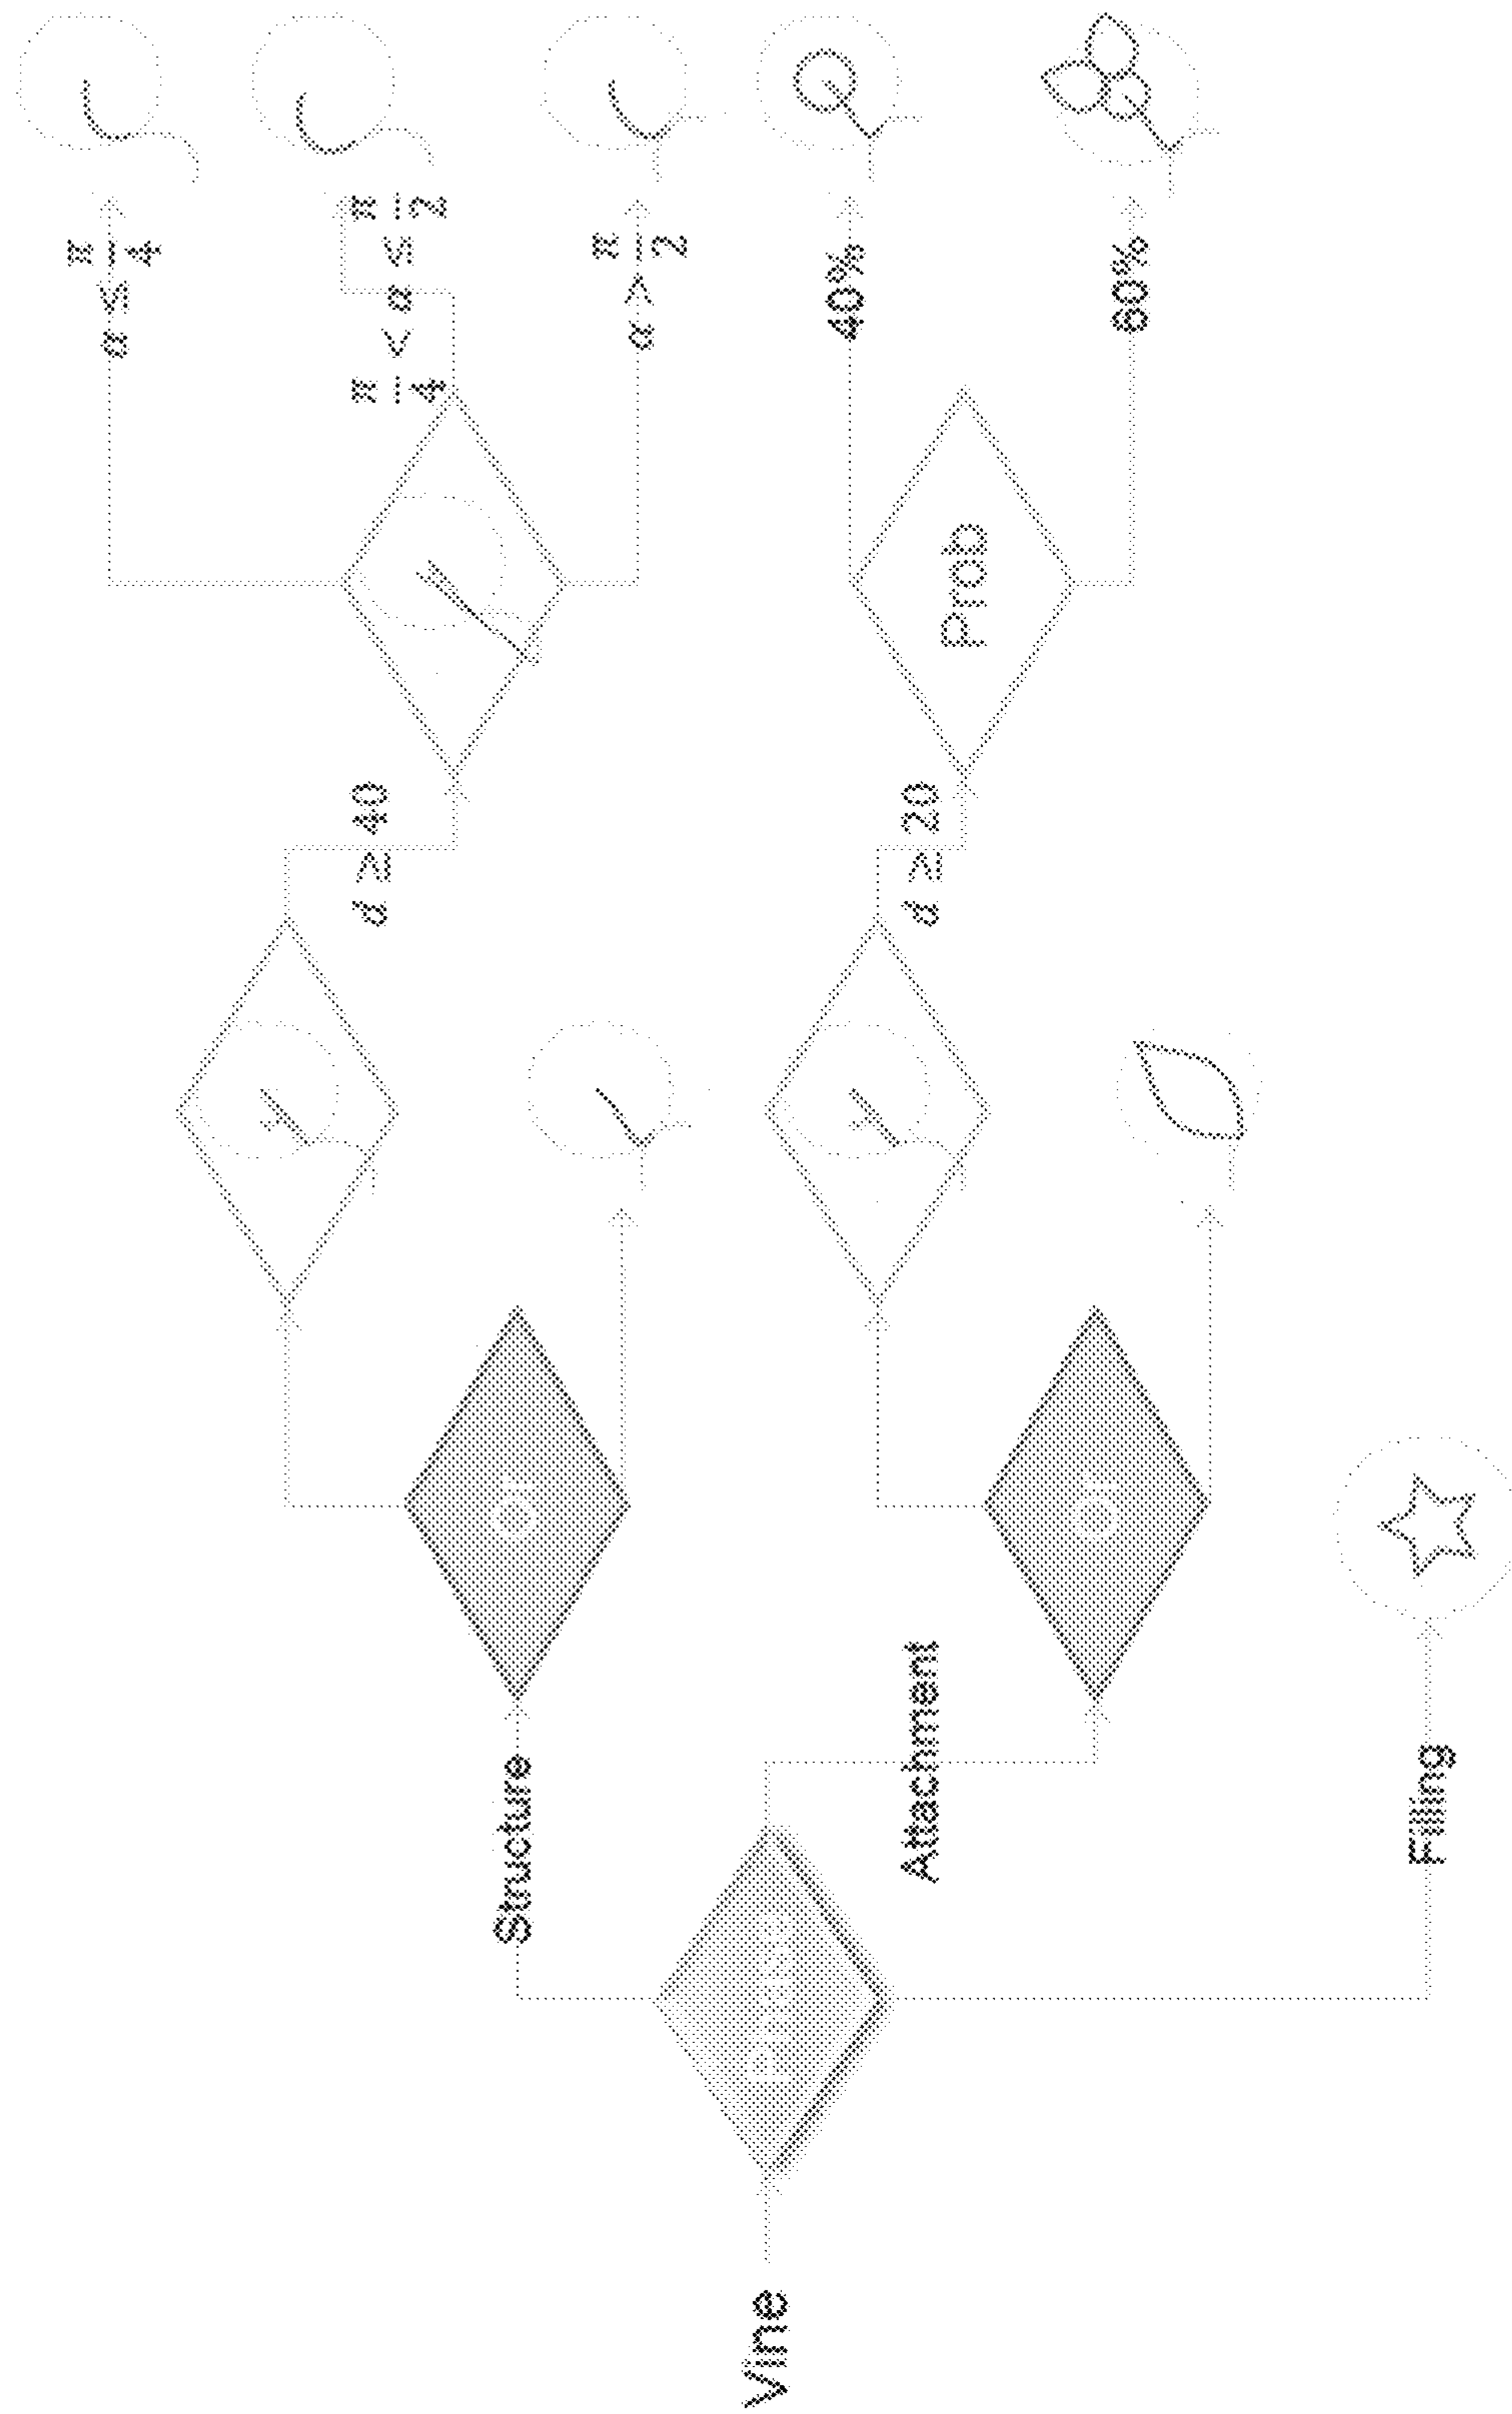 Vine
Structure
Attachment
Filling
d ≥ 40
d ≥ 20
Prob
α ≤ π/4
π/4 < α ≤ π/2
α > π/2
40%
60%